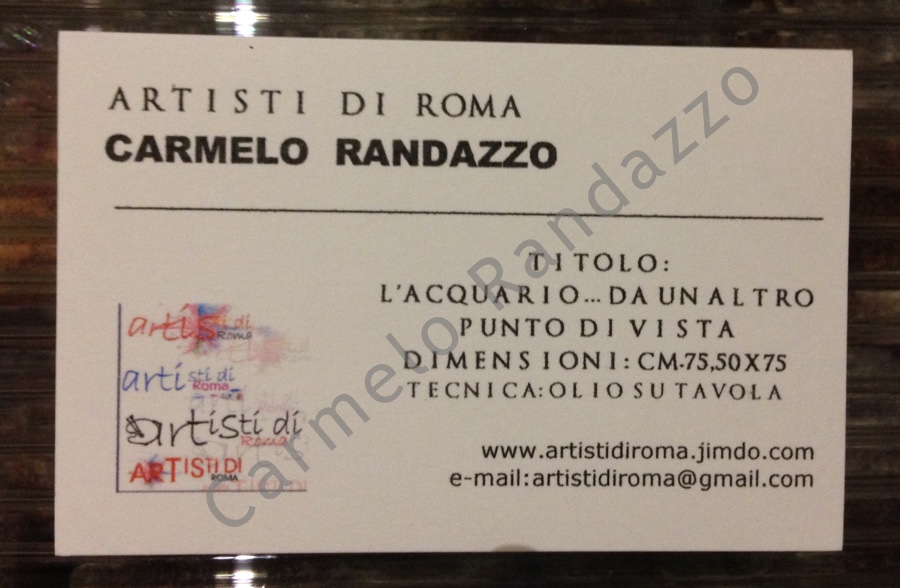 ARTISTI DI ROMA
CARMELO RANDAZZO
TITOLO:
L'ACQUARIO... DA UN ALTRO
PUNTO DI VISTA
DIMENSIONI: CM.75,50X75
TECNICA: OLIO SU TAVOLA
artisti di
Roma
arti sti di
Roma
artisti di
Roma
ARTISTI DI
ROMA
www.artistidiroma.jimdo.com
e-mail:artistidiroma@gmail.com
Carmelo Randazzo